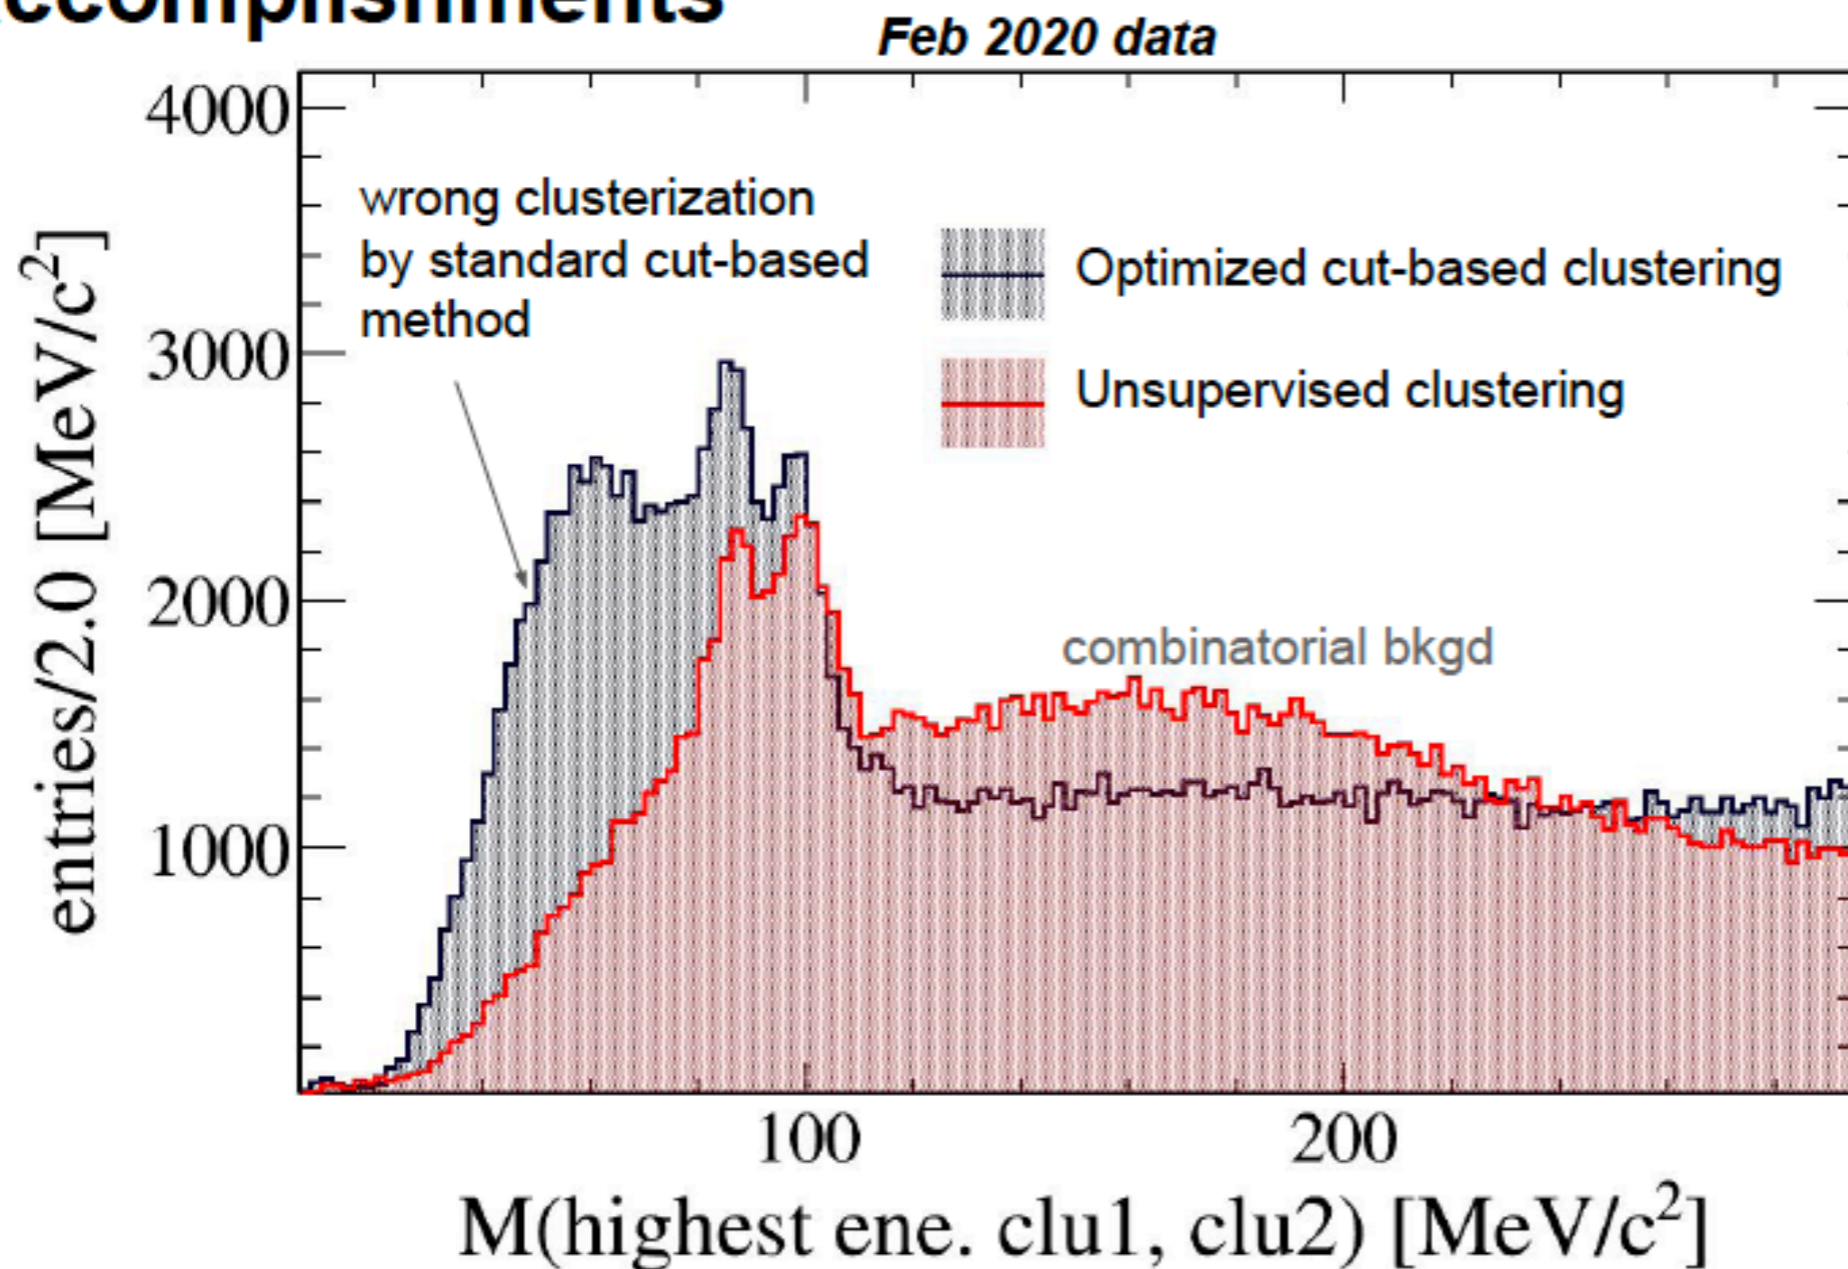 accomplishments
Feb 2020 data
4000
3000
2000
1000
entries/2.0 [MeV/c²]
wrong clusterization
by standard cut-based
method
Optimized cut-based clustering
Unsupervised clustering
combinatorial bkgd
100
200
M(highest ene. clu1, clu2) [MeV/c²]